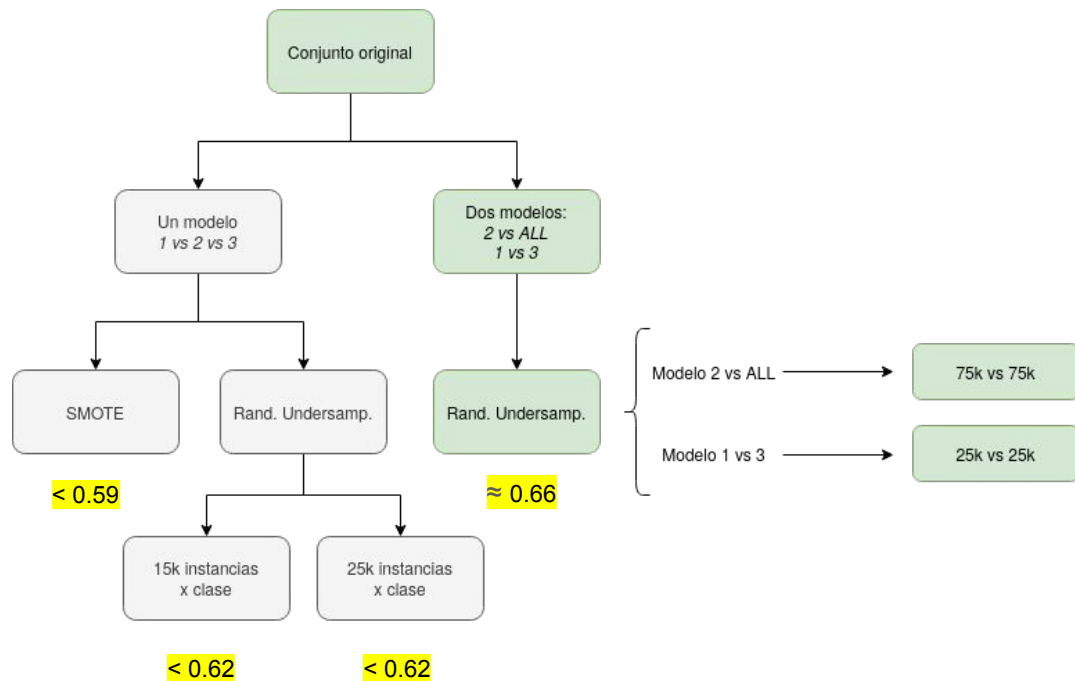 Conjunto original
Un modelo
1 vs 2 vs 3
Dos modelos:
2 vs ALL
1 vs 3
SMOTE
Rand. Undersamp.
Rand. Undersamp.
Modelo 2 vs ALL
75k vs 75k
Modelo 1 vs 3
25k vs 25k
< 0.59
≈ 0.66
15k instancias
x clase
25k instancias
x clase
< 0.62
< 0.62